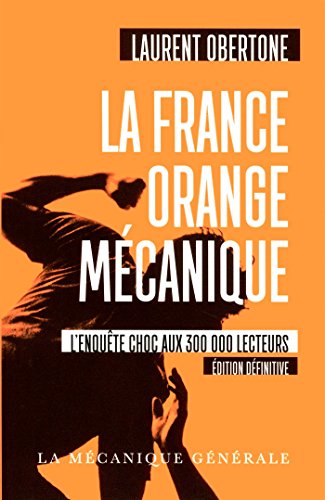 LAURENT OBERTONE
LA FRANCE
ORANGE
MÉCANIQUE
L'ENQUÊTE CHOC AUX 300 000 LECTEURS
ÉDITION DÉFINITIVE
LA MÉCANIQUE GÉNÉRALE